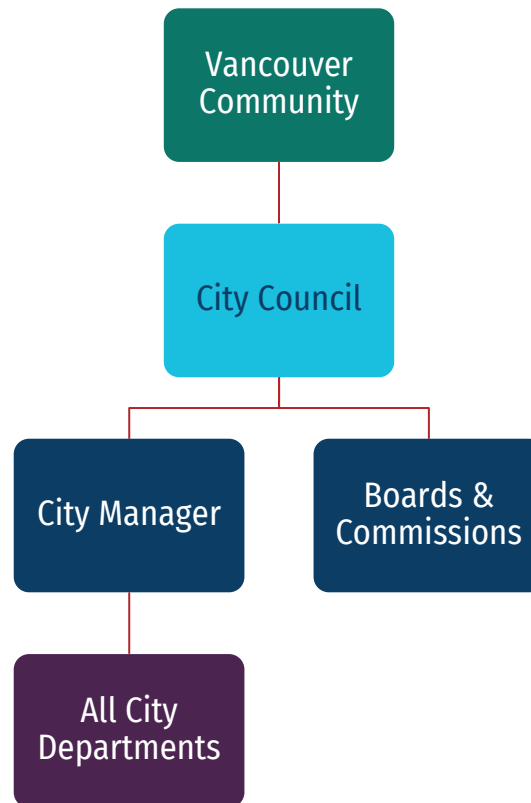 Vancouver
Community
City Council
City Manager
Boards &
Commissions
All City
Departments